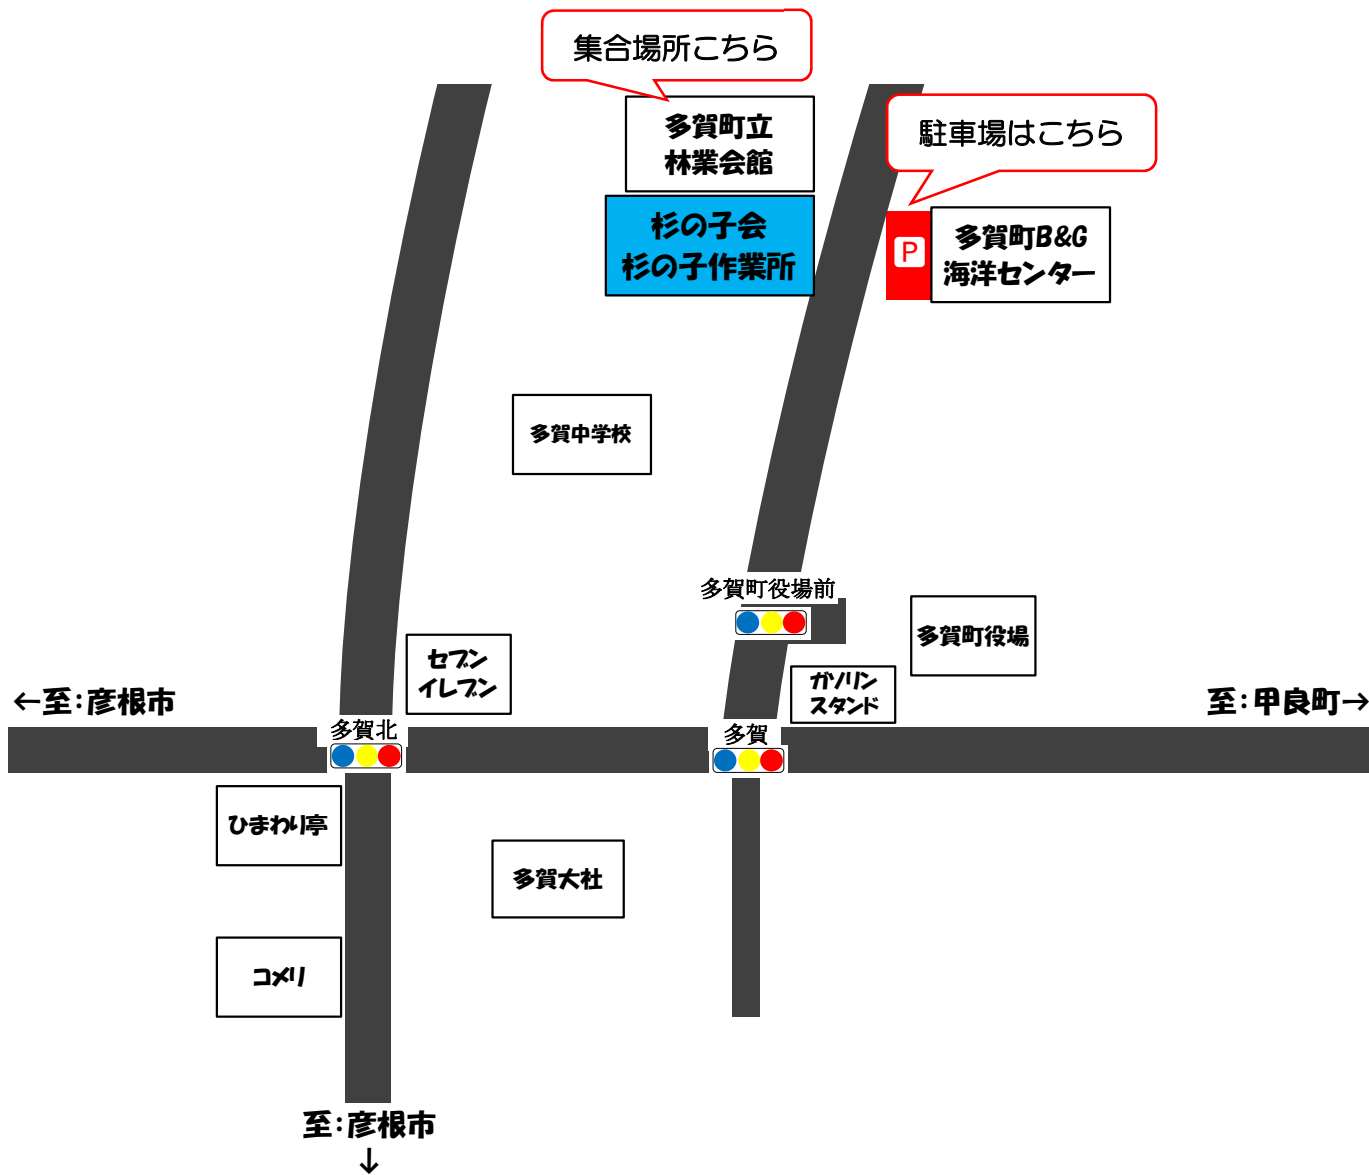 集合場所こちら
多賀町立
林業会館
駐車場はこちら
杉の子会
杉の子作業所
P
多賀町B&G
海洋センター
多賀中学校
多賀町役場前
多賀町役場
セブン
イレブン
ガソリン
スタンド
←至:彦根市
至:甲良町→
多賀北
多賀
ひまわり亭
多賀大社
コメリ
至:彦根市
↓